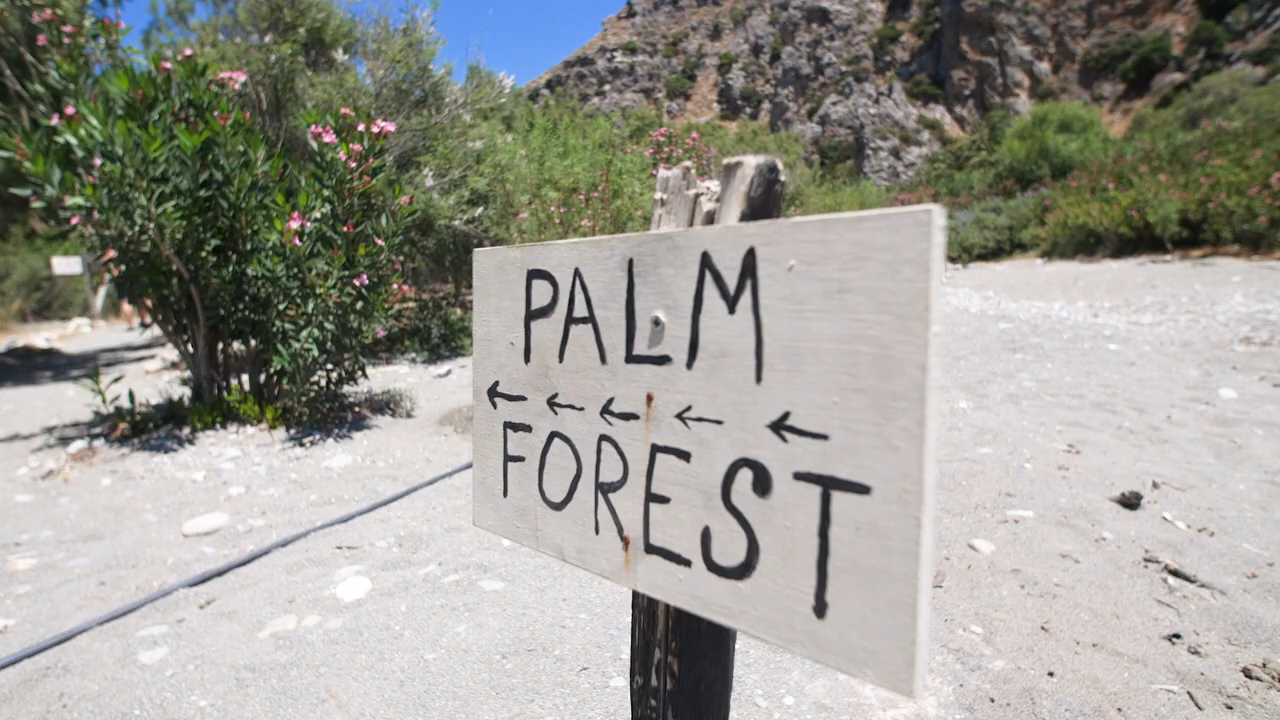 PALM
← ← ← ← ←
FOREST